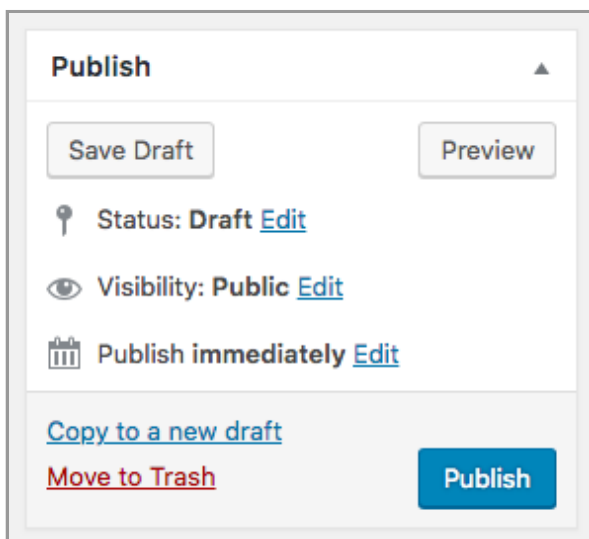 Publish
Save Draft Preview
Status: Draft Edit
Visibility: Public Edit
Publish immediately Edit
Copy to a new draft
Move to Trash Publish